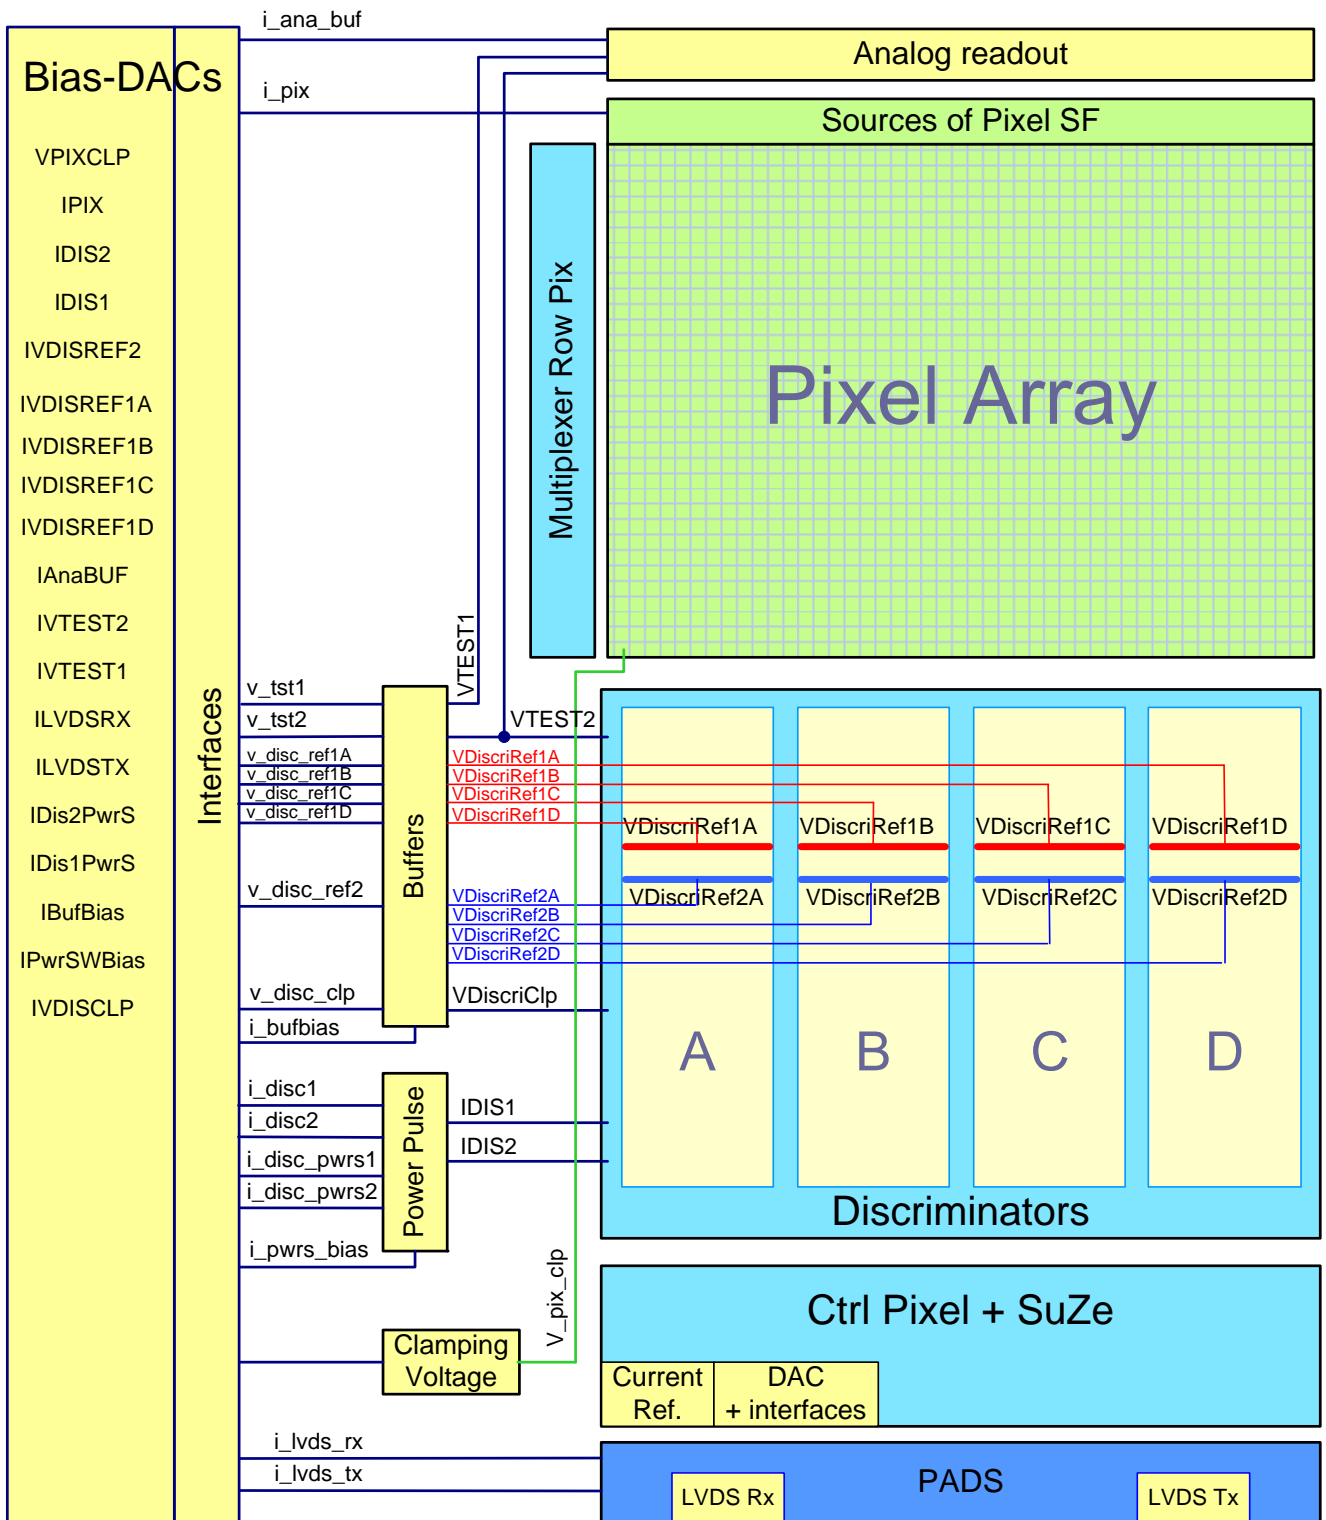 i_ana_buf
Analog readout
Bias-DACs
i_pix
Sources of Pixel SF
VPIXCLP
IPIX
IDIS2
IDIS1
IVDISREF2
IVDISREF1A
IVDISREF1B
IVDISREF1C
IVDISREF1D
IAnaBUF
IVTEST2
IVTEST1
ILVDSRX
ILVDSTX
IDis2PwrS
IDis1PwrS
IBufBias
IPwrSWBias
IVDISCLP
Interfaces
Multiplexer Row Pix
Pixel Array
VTEST1
v_tst1
v_tst2
VTEST2
v_disc_ref1A
v_disc_ref1B
v_disc_ref1C
v_disc_ref1D
Buffers
VDiscriRef1A
VDiscriRef1B
VDiscriRef1C
VDiscriRef1D
VDiscriRef1A
VDiscriRef1B
VDiscriRef1C
VDiscriRef1D
v_disc_ref2
VDiscriRef2A
VDiscriRef2B
VDiscriRef2C
VDiscriRef2D
VDiscriRef2A
VDiscriRef2B
VDiscriRef2C
VDiscriRef2D
v_disc_clp
VDiscriClp
i_bufbias
A
B
C
D
i_disc1
i_disc2
i_disc_pwrs1
i_disc_pwrs2
i_pwrs_bias
Power Pulse
IDIS1
IDIS2
Discriminators
V_pix_clp
Clamping
Voltage
Ctrl Pixel + SuZe
Current
Ref.
DAC
+ interfaces
i_lvds_rx
i_lvds_tx
PADS
LVDS Rx
LVDS Tx